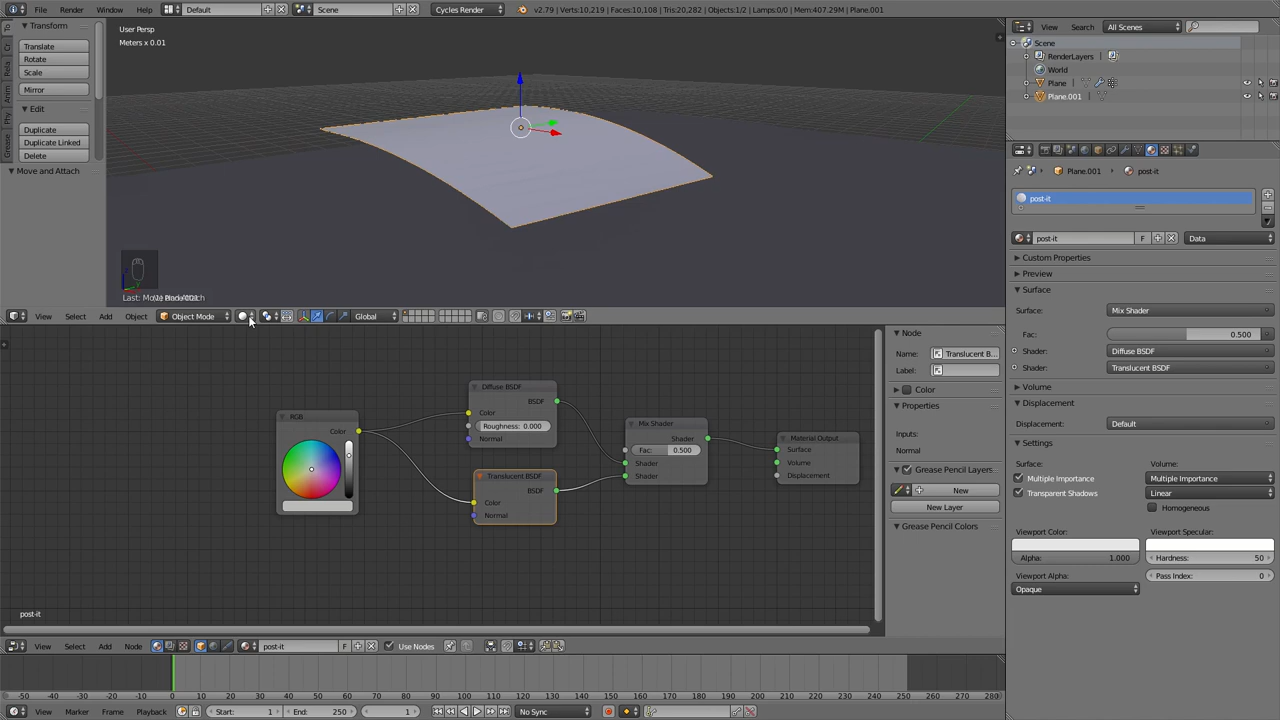 File Render Window Help Default Scene Cycles Render v2.79 | Verts:10,219 | Faces:10,108 | Tris:20,282 | Objects:1/2 | Lamps:0/0 | Mem:407.29M | Plane.001
Transform
Translate
Rotate
Scale
Mirror
Edit
Duplicate
Duplicate Linked
Delete
Move and Attach
User Persp
Meters x 0.01
View Select Add Object Object Mode Global
RGB
Color
Diffuse BSDF
BSDF
Color
Roughness: 0.000
Normal
Translucent BSDF
BSDF
Color
Normal
Mix Shader
Shader
Fac: 0.500
Shader
Shader
Material Output
Surface
Volume
Displacement
post-it
Node
Name: Translucent B...
Label:
Color
Properties
Inputs:
Normal
Grease Pencil Layers
New
New Layer
Grease Pencil Colors
View Select Add Node post-it F Use Nodes
-50 -40 -30 -20 -10 0 10 20 30 40 50 60 70 80 90 100 110 120 130 140 150 160 170 180 190 200 210 220 230 240 250 260 270 280
View Marker Frame Playback Start: 1 End: 250 1 No Sync
View Search All Scenes
Scene
RenderLayers
World
Plane
Plane.001
Plane.001 post-it
post-it
post-it F Data
Custom Properties
Preview
Surface
Surface: Mix Shader
Fac: 0.500
Shader: Diffuse BSDF
Shader: Translucent BSDF
Volume
Displacement
Displacement: Default
Settings
Surface: Volume:
Multiple Importance Multiple Importance
Transparent Shadows Linear
Homogeneous
Viewport Color: Viewport Specular:
Alpha: 1.000 Hardness: 50
Viewport Alpha: Pass Index: 0
Opaque